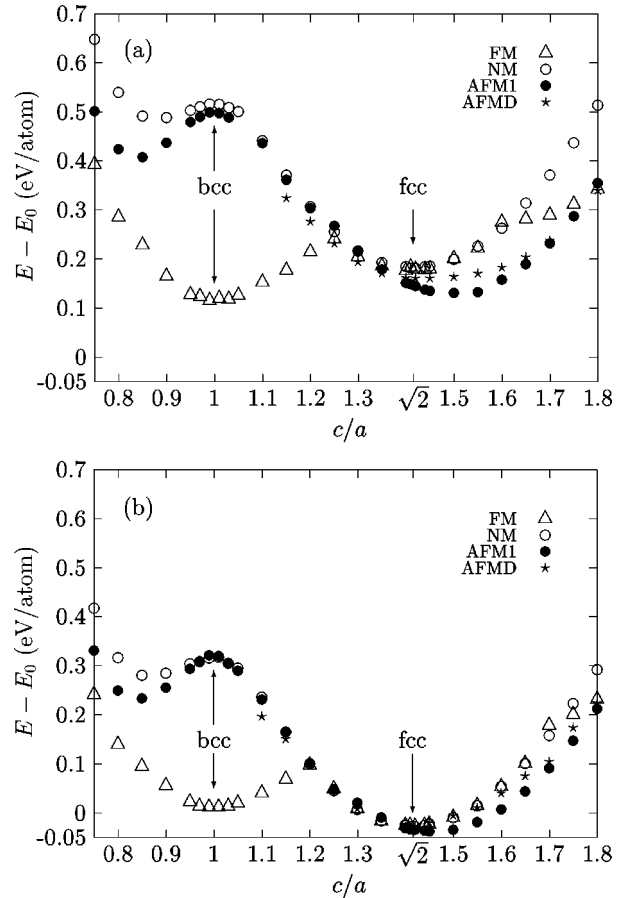 0.7
(a)
FM
0.6
NM
AFM1
0.5
AFMD
0.4
bcc
fcc
0.3
0.2
0.1
0
-0.05
E − E₀ (eV/atom)
0.8 0.9 1 1.1 1.2 1.3 √2 1.5 1.6 1.7 1.8
c/a
0.7
(b)
FM
0.6
NM
AFM1
0.5
AFMD
0.4
0.3
0.2
bcc
fcc
0.1
0
-0.05
E − E₀ (eV/atom)
0.8 0.9 1 1.1 1.2 1.3 √2 1.5 1.6 1.7 1.8
c/a